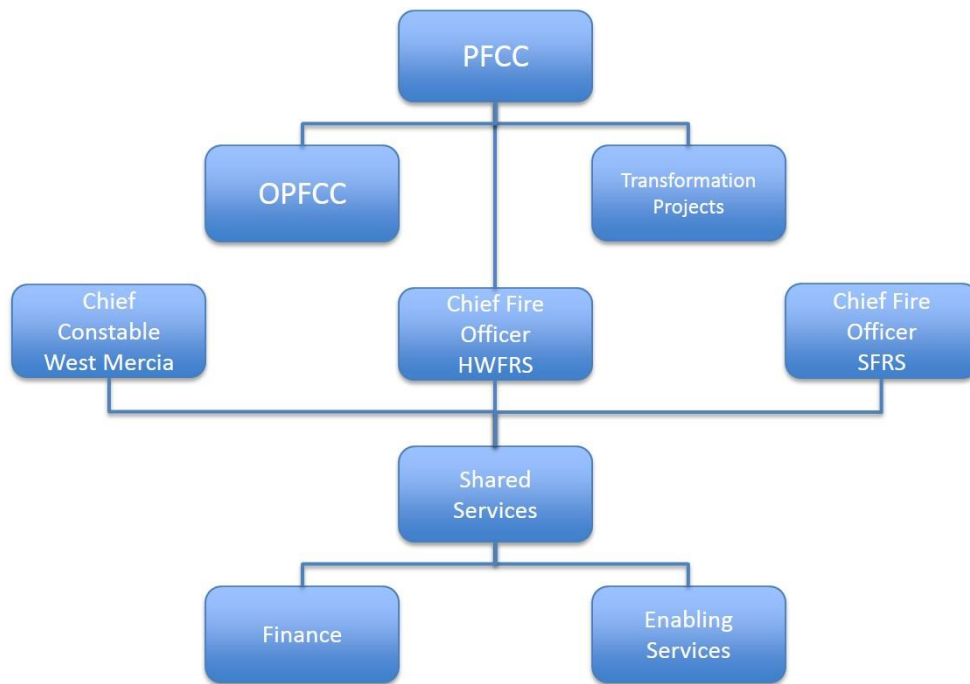 PFCC
OPFCC
Transformation
Projects
Chief
Constable
West Mercia
Chief Fire
Officer
HWFRS
Chief Fire
Officer
SFRS
Shared
Services
Finance
Enabling
Services